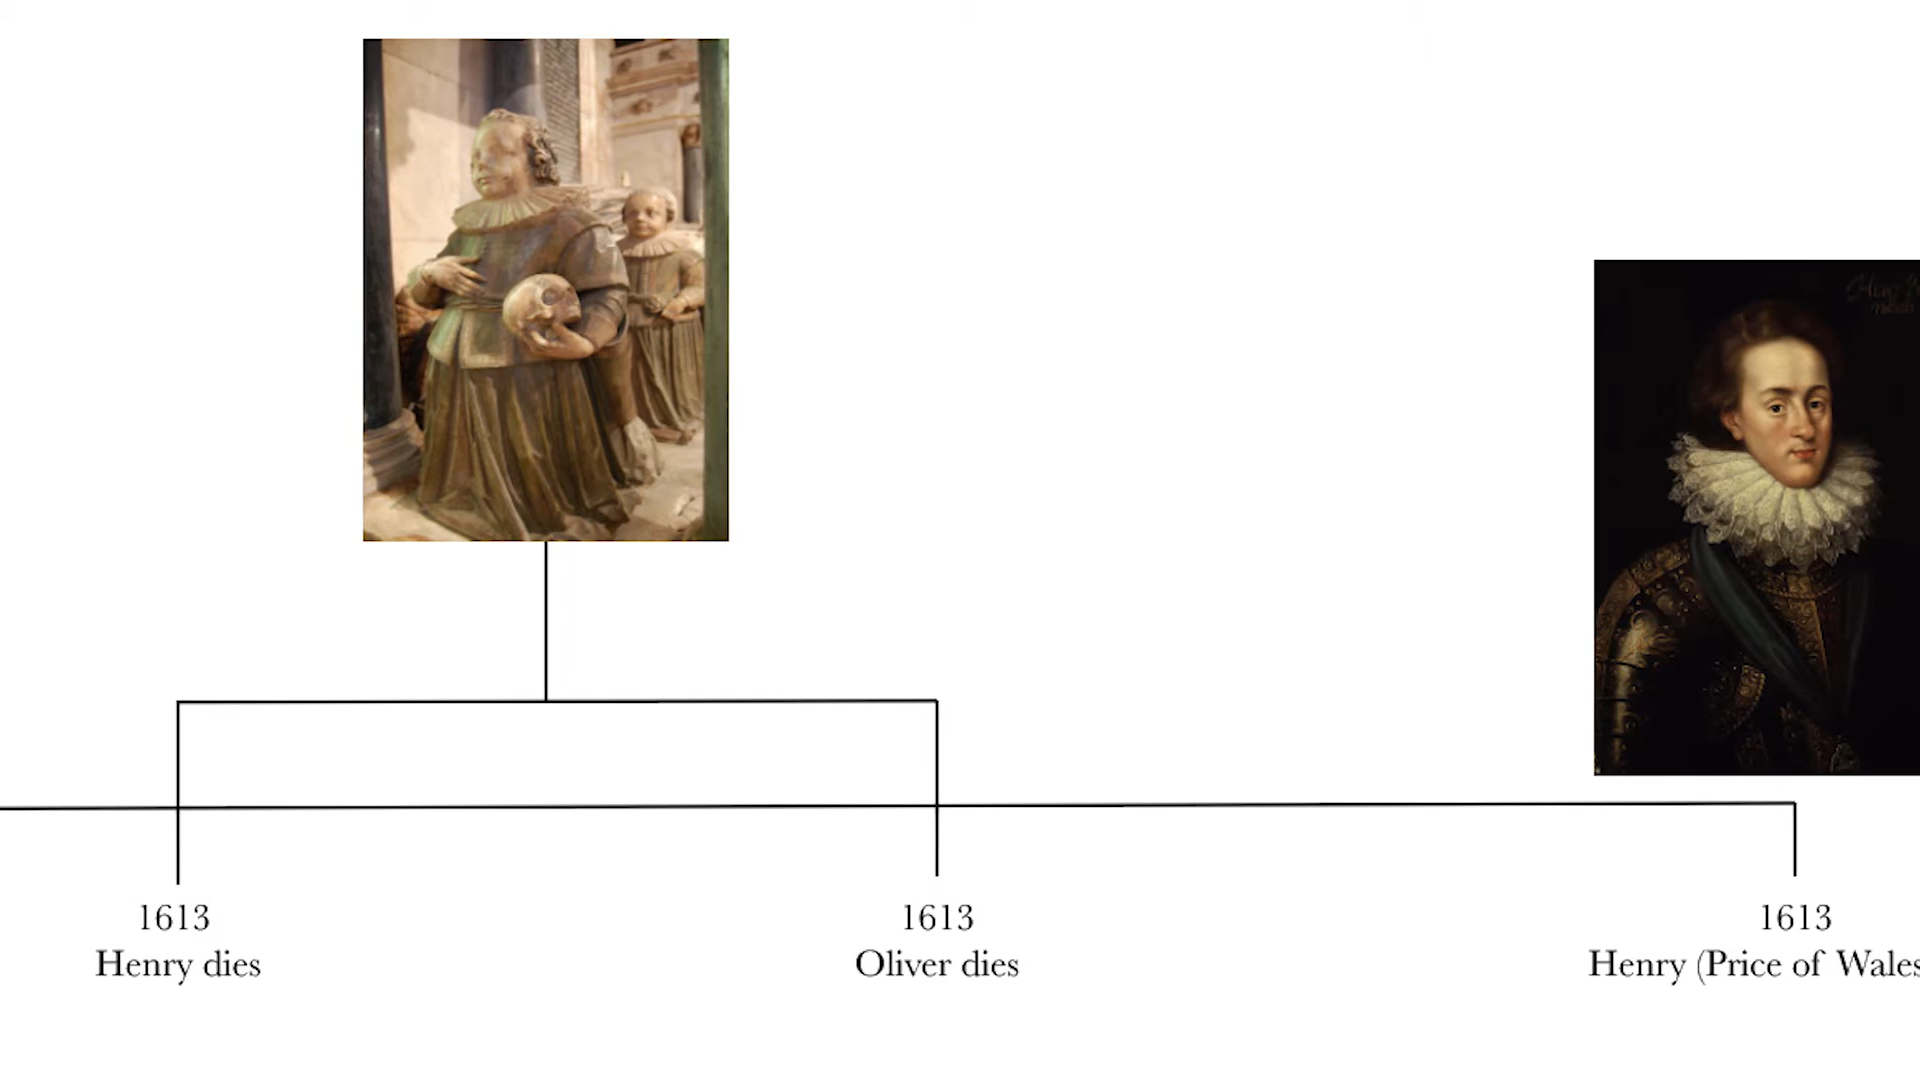 1613
Henry dies
1613
Oliver dies
1613
Henry (Price of Wales